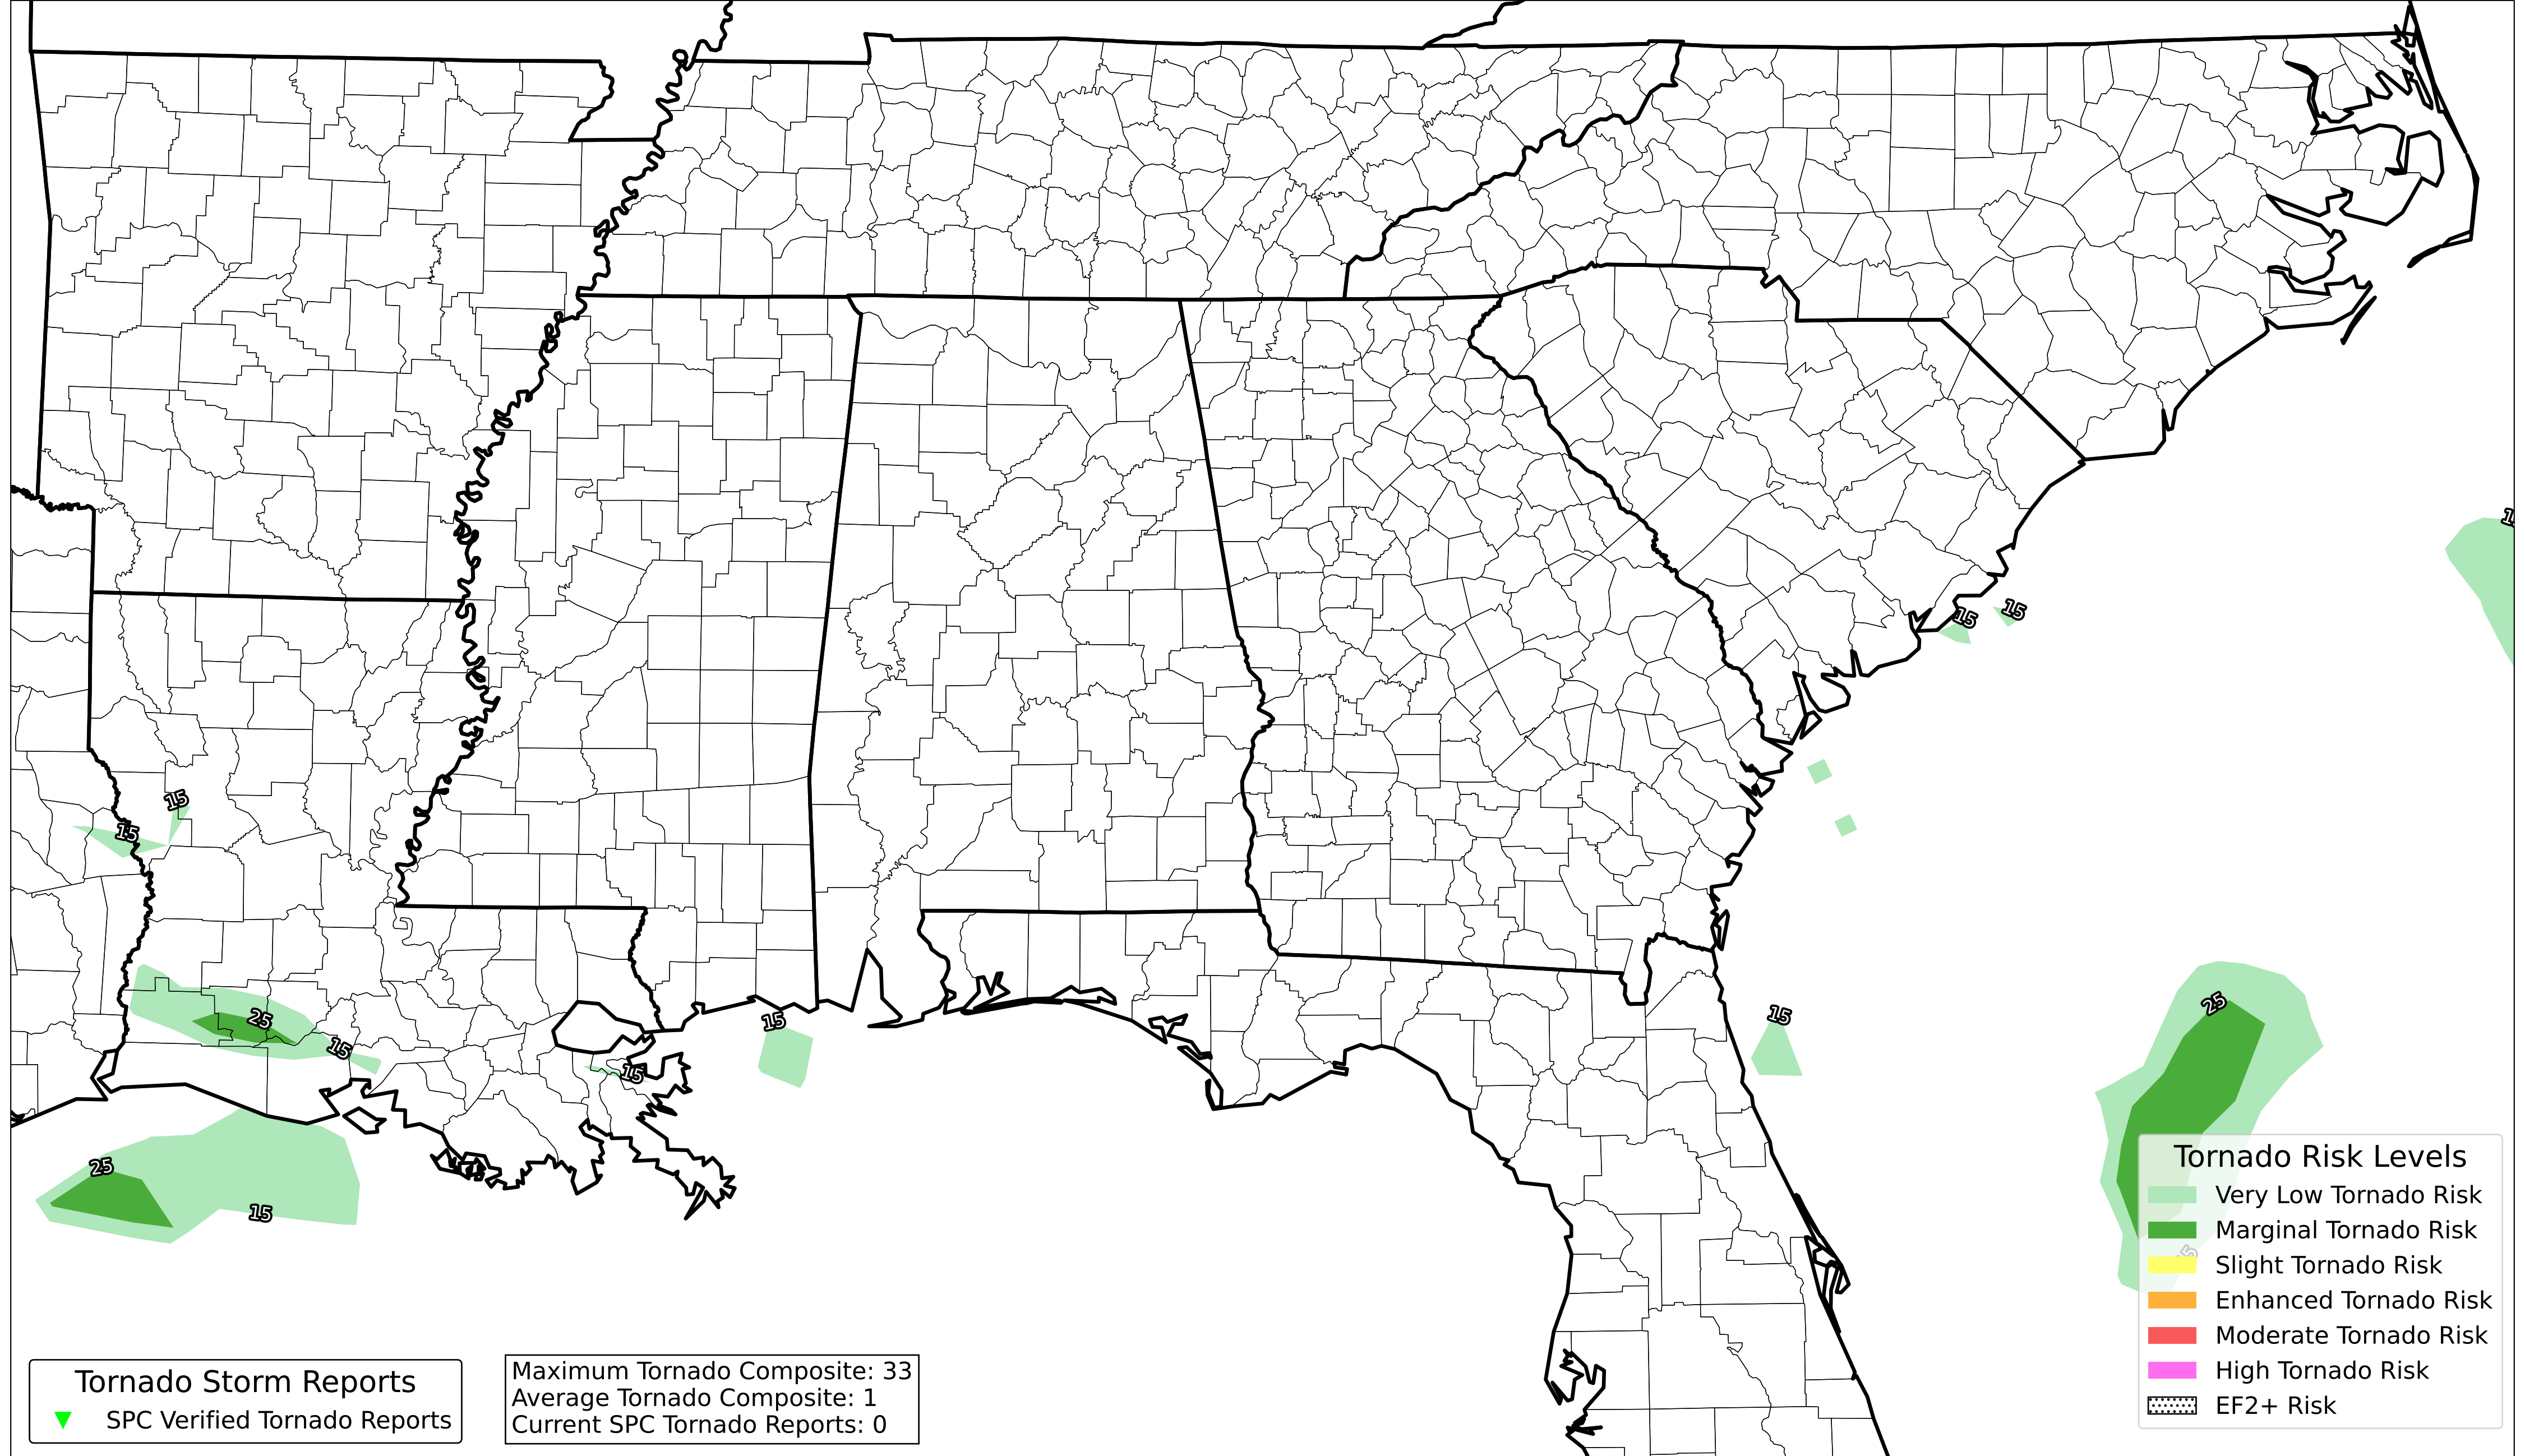 1
15
15
15
15
25
15
15
15
15
25
25
15
15
Tornado Risk Levels
Very Low Tornado Risk
Marginal Tornado Risk
Slight Tornado Risk
Enhanced Tornado Risk
Moderate Tornado Risk
High Tornado Risk
EF2+ Risk
Tornado Storm Reports
SPC Verified Tornado Reports
Maximum Tornado Composite: 33
Average Tornado Composite: 1
Current SPC Tornado Reports: 0